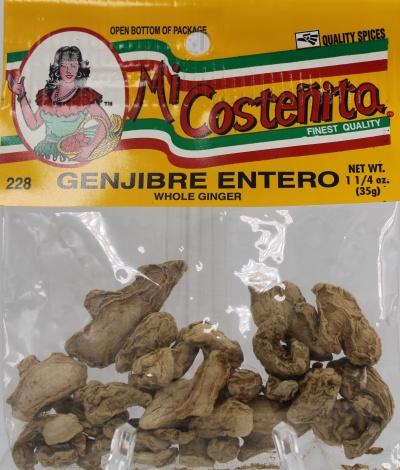 OPEN BOTTOM OF PACKAGE
QUALITY SPICES
Mi Costeñita
TM
FINEST QUALITY
228
GENJIBRE ENTERO
WHOLE GINGER
NET WT.
1 1/4 oz.
(35g)